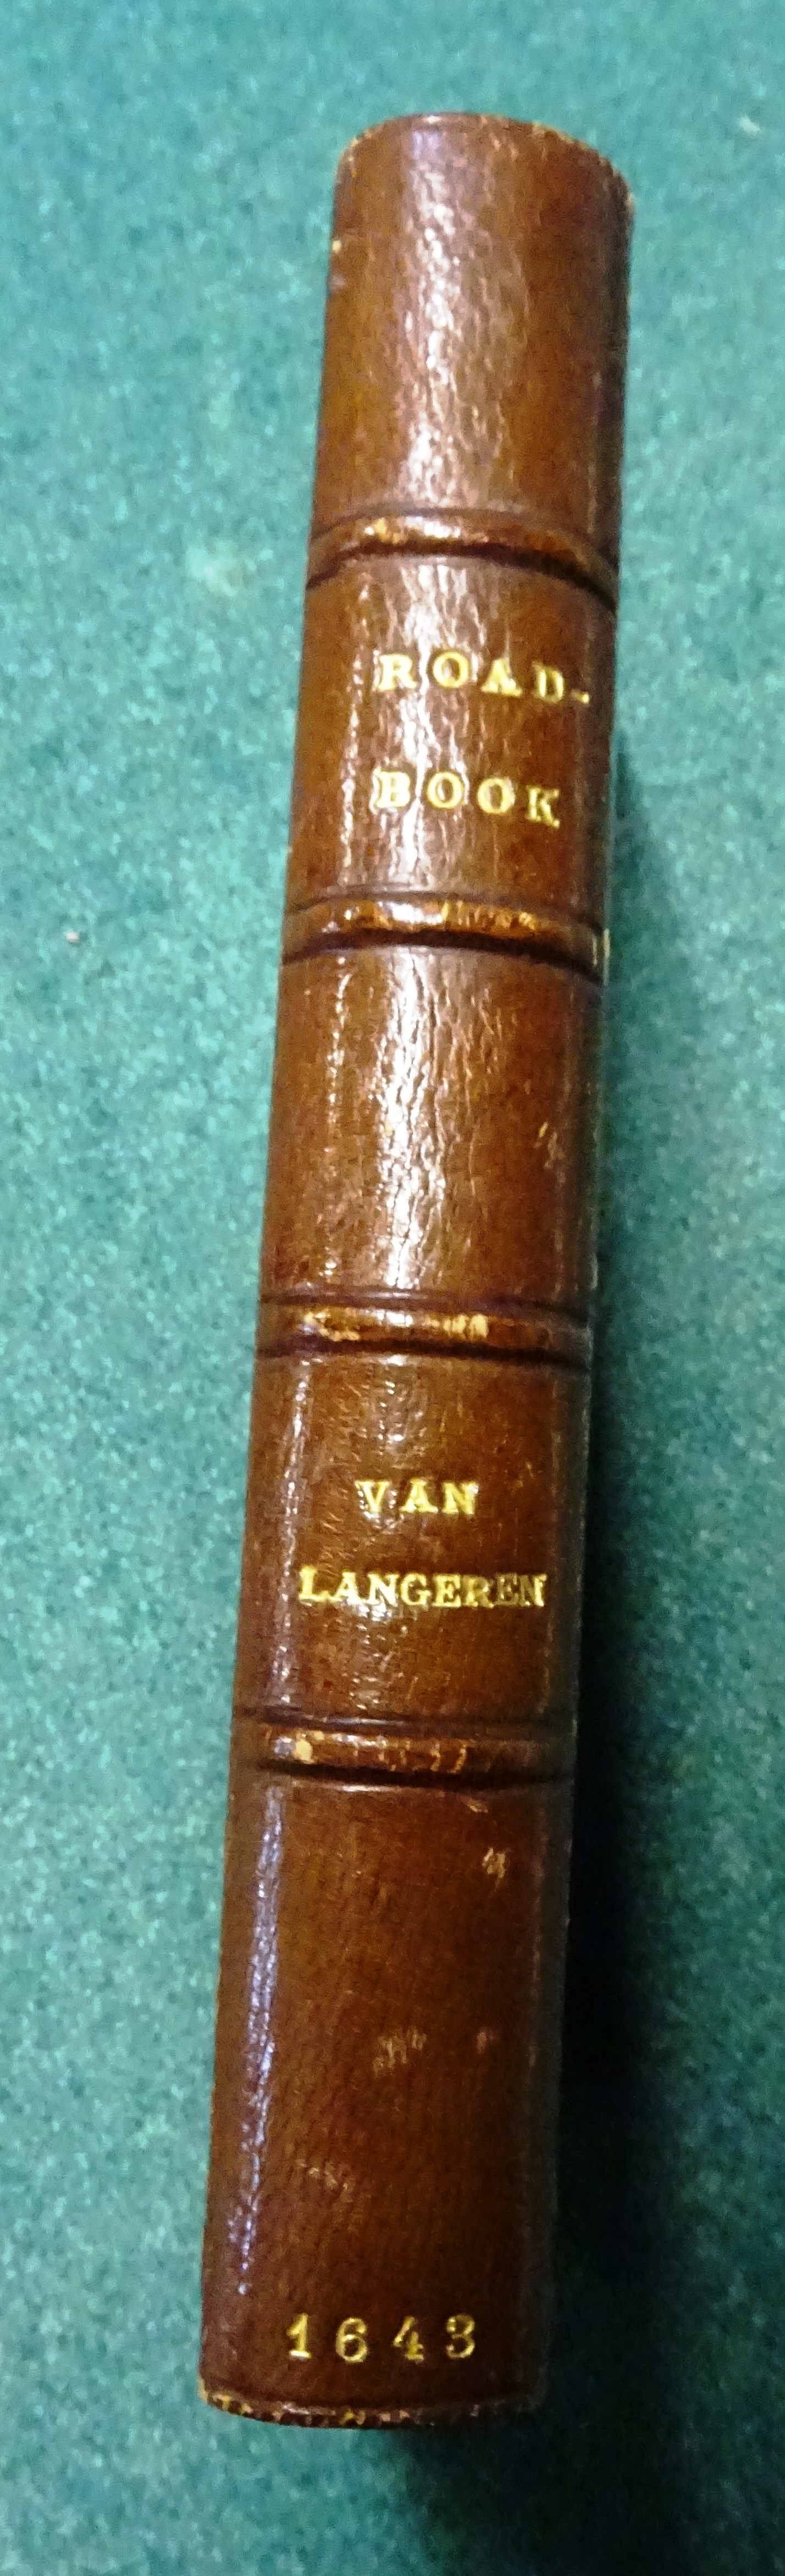 ROAD-
BOOK
VAN
LANGEREN
1643